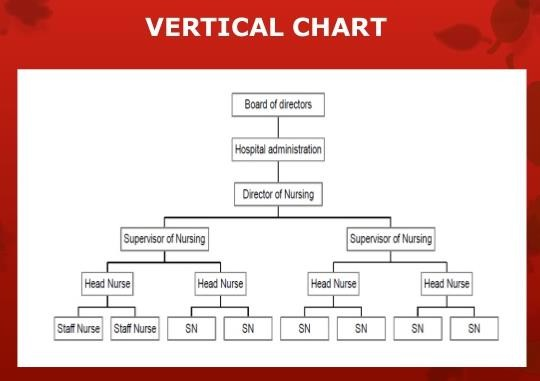 VERTICAL CHART
Board of directors
Hospital administration
Director of Nursing
Supervisor of Nursing Supervisor of Nursing
Head Nurse Head Nurse Head Nurse Head Nurse
Staff Nurse Staff Nurse SN SN SN SN SN SN